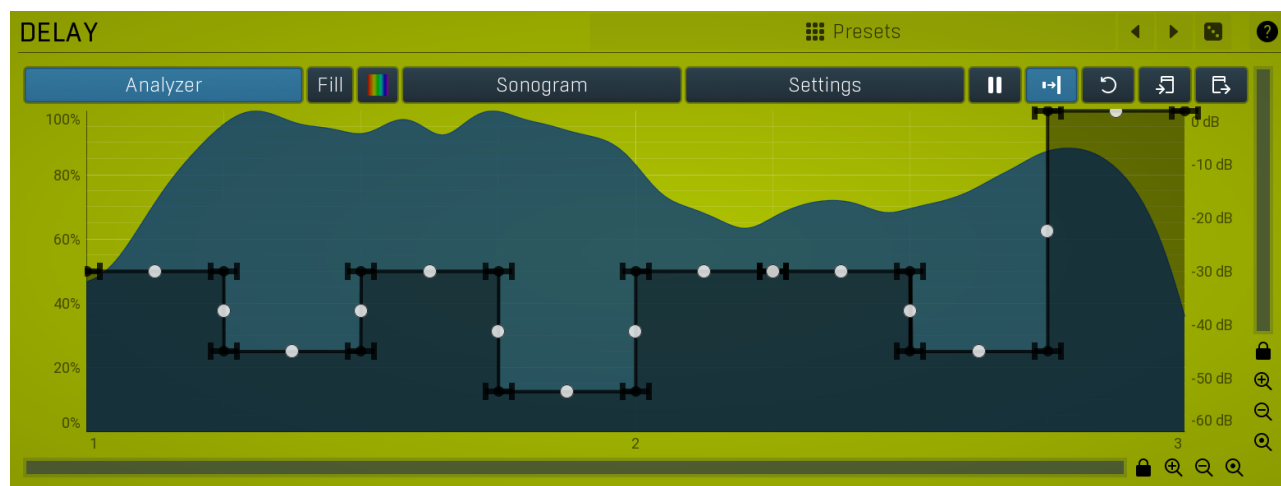 DELAY Presets ?
Analyzer Fill Sonogram Settings
100% 0 dB
80% -10 dB
-20 dB
60%
-30 dB
40%
-40 dB
20%
-50 dB
0% -60 dB
1 2 3